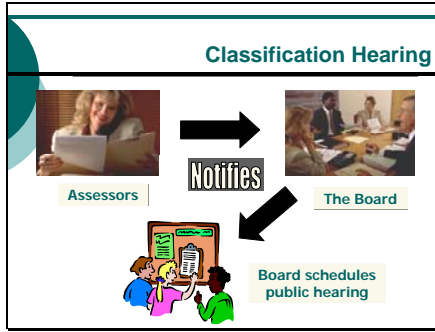 Classification Hearing
Notifies
Assessors
The Board
Board schedules
public hearing